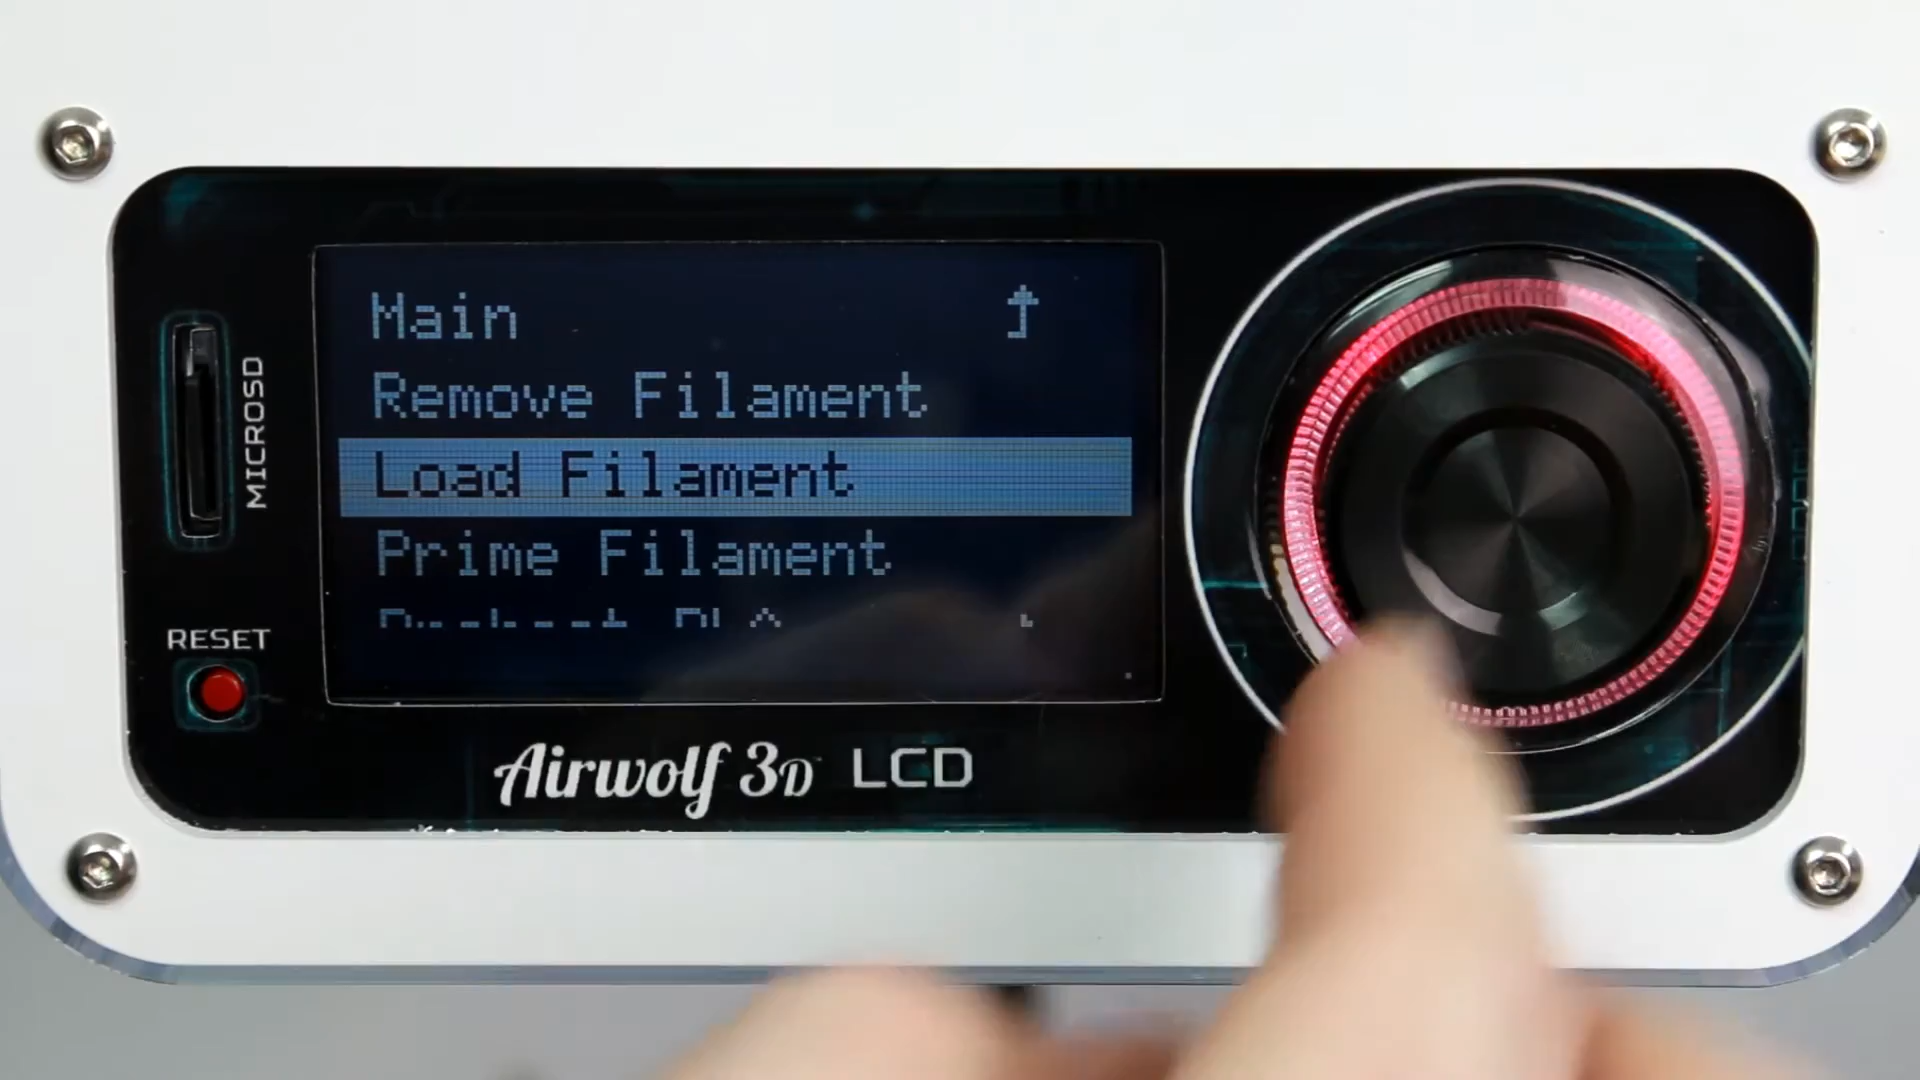 Main
Remove Filament
Load Filament
Prime Filament
MICROSD
RESET
Airwolf 3D LCD